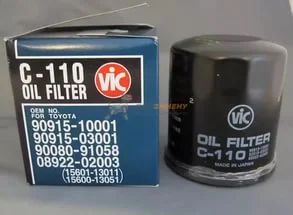 C-110
OIL FILTER
VIC
OEM NO.
FOR TOYOTA
90915-10001
90915-03001
90080-91058
08922-02003
(15601-13011)
(15600-13051)
VIC
OIL FILTER
C-110
MADE IN JAPAN